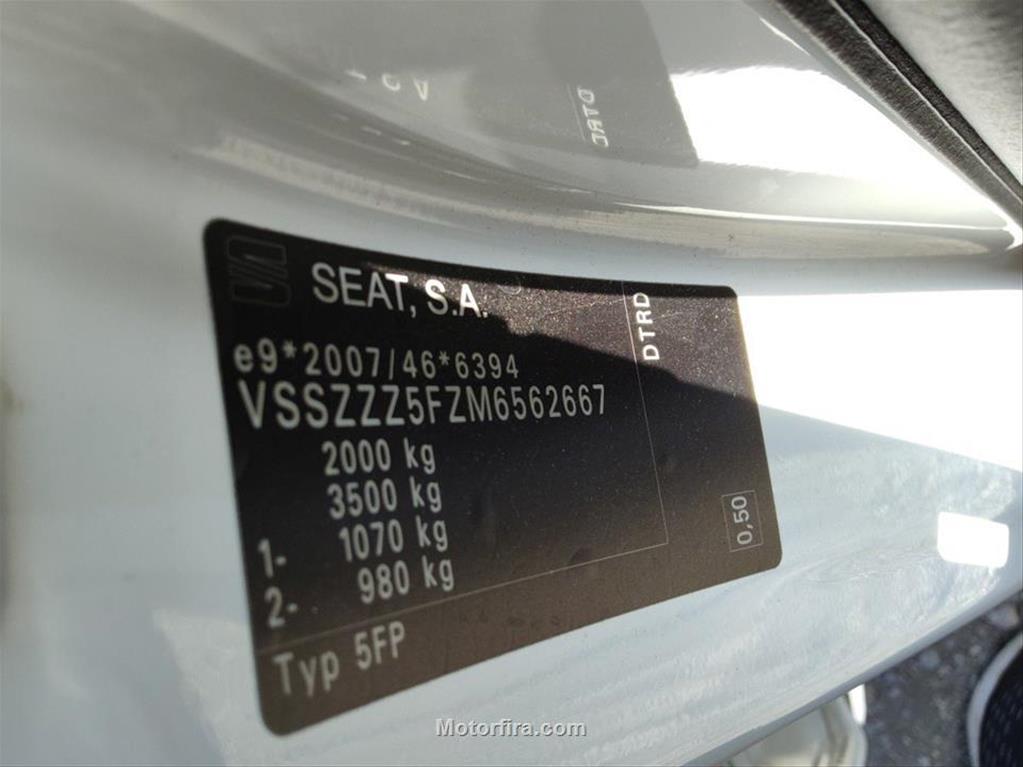 SEAT, S.A.
e9*2007/46*6394
VSSZZZ5FZM6562667
2000 kg
3500 kg
1- 1070 kg
2- 980 kg
Typ 5FP
DTRD
0,50
Motorfira.com